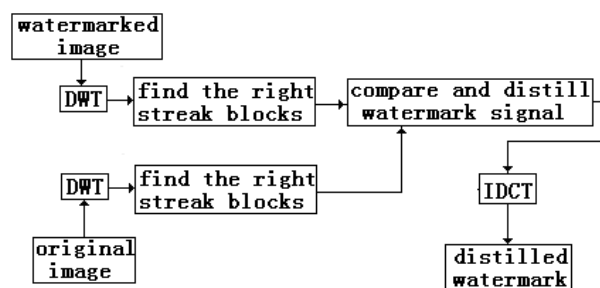 watermarked
image
DWT
find the right
streak blocks
compare and distill
watermark signal
DWT
find the right
streak blocks
IDCT
original
image
distilled
watermark